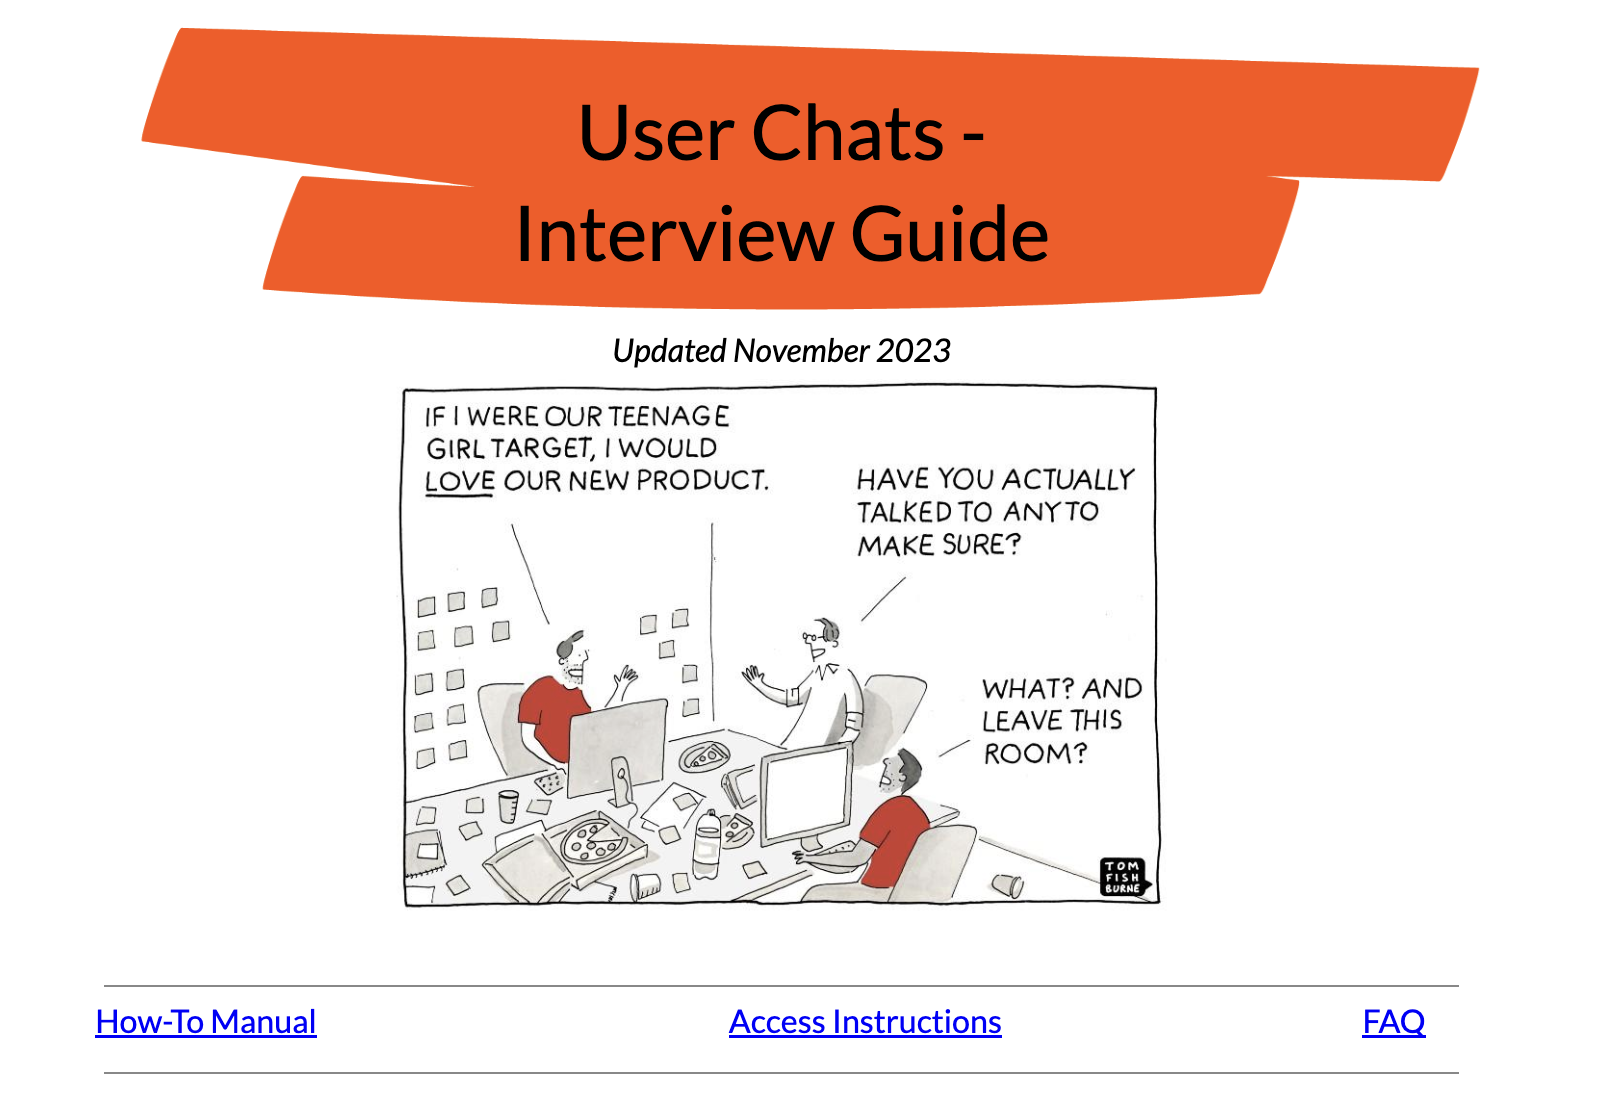 User Chats -
Interview Guide
Updated November 2023
IF I WERE OUR TEENAGE
GIRL TARGET, I WOULD
LOVE OUR NEW PRODUCT.
HAVE YOU ACTUALLY
TALKED TO ANY TO
MAKE SURE?
WHAT? AND
LEAVE THIS
ROOM?
TOM
FISH
BURNE
How-To Manual
Access Instructions
FAQ